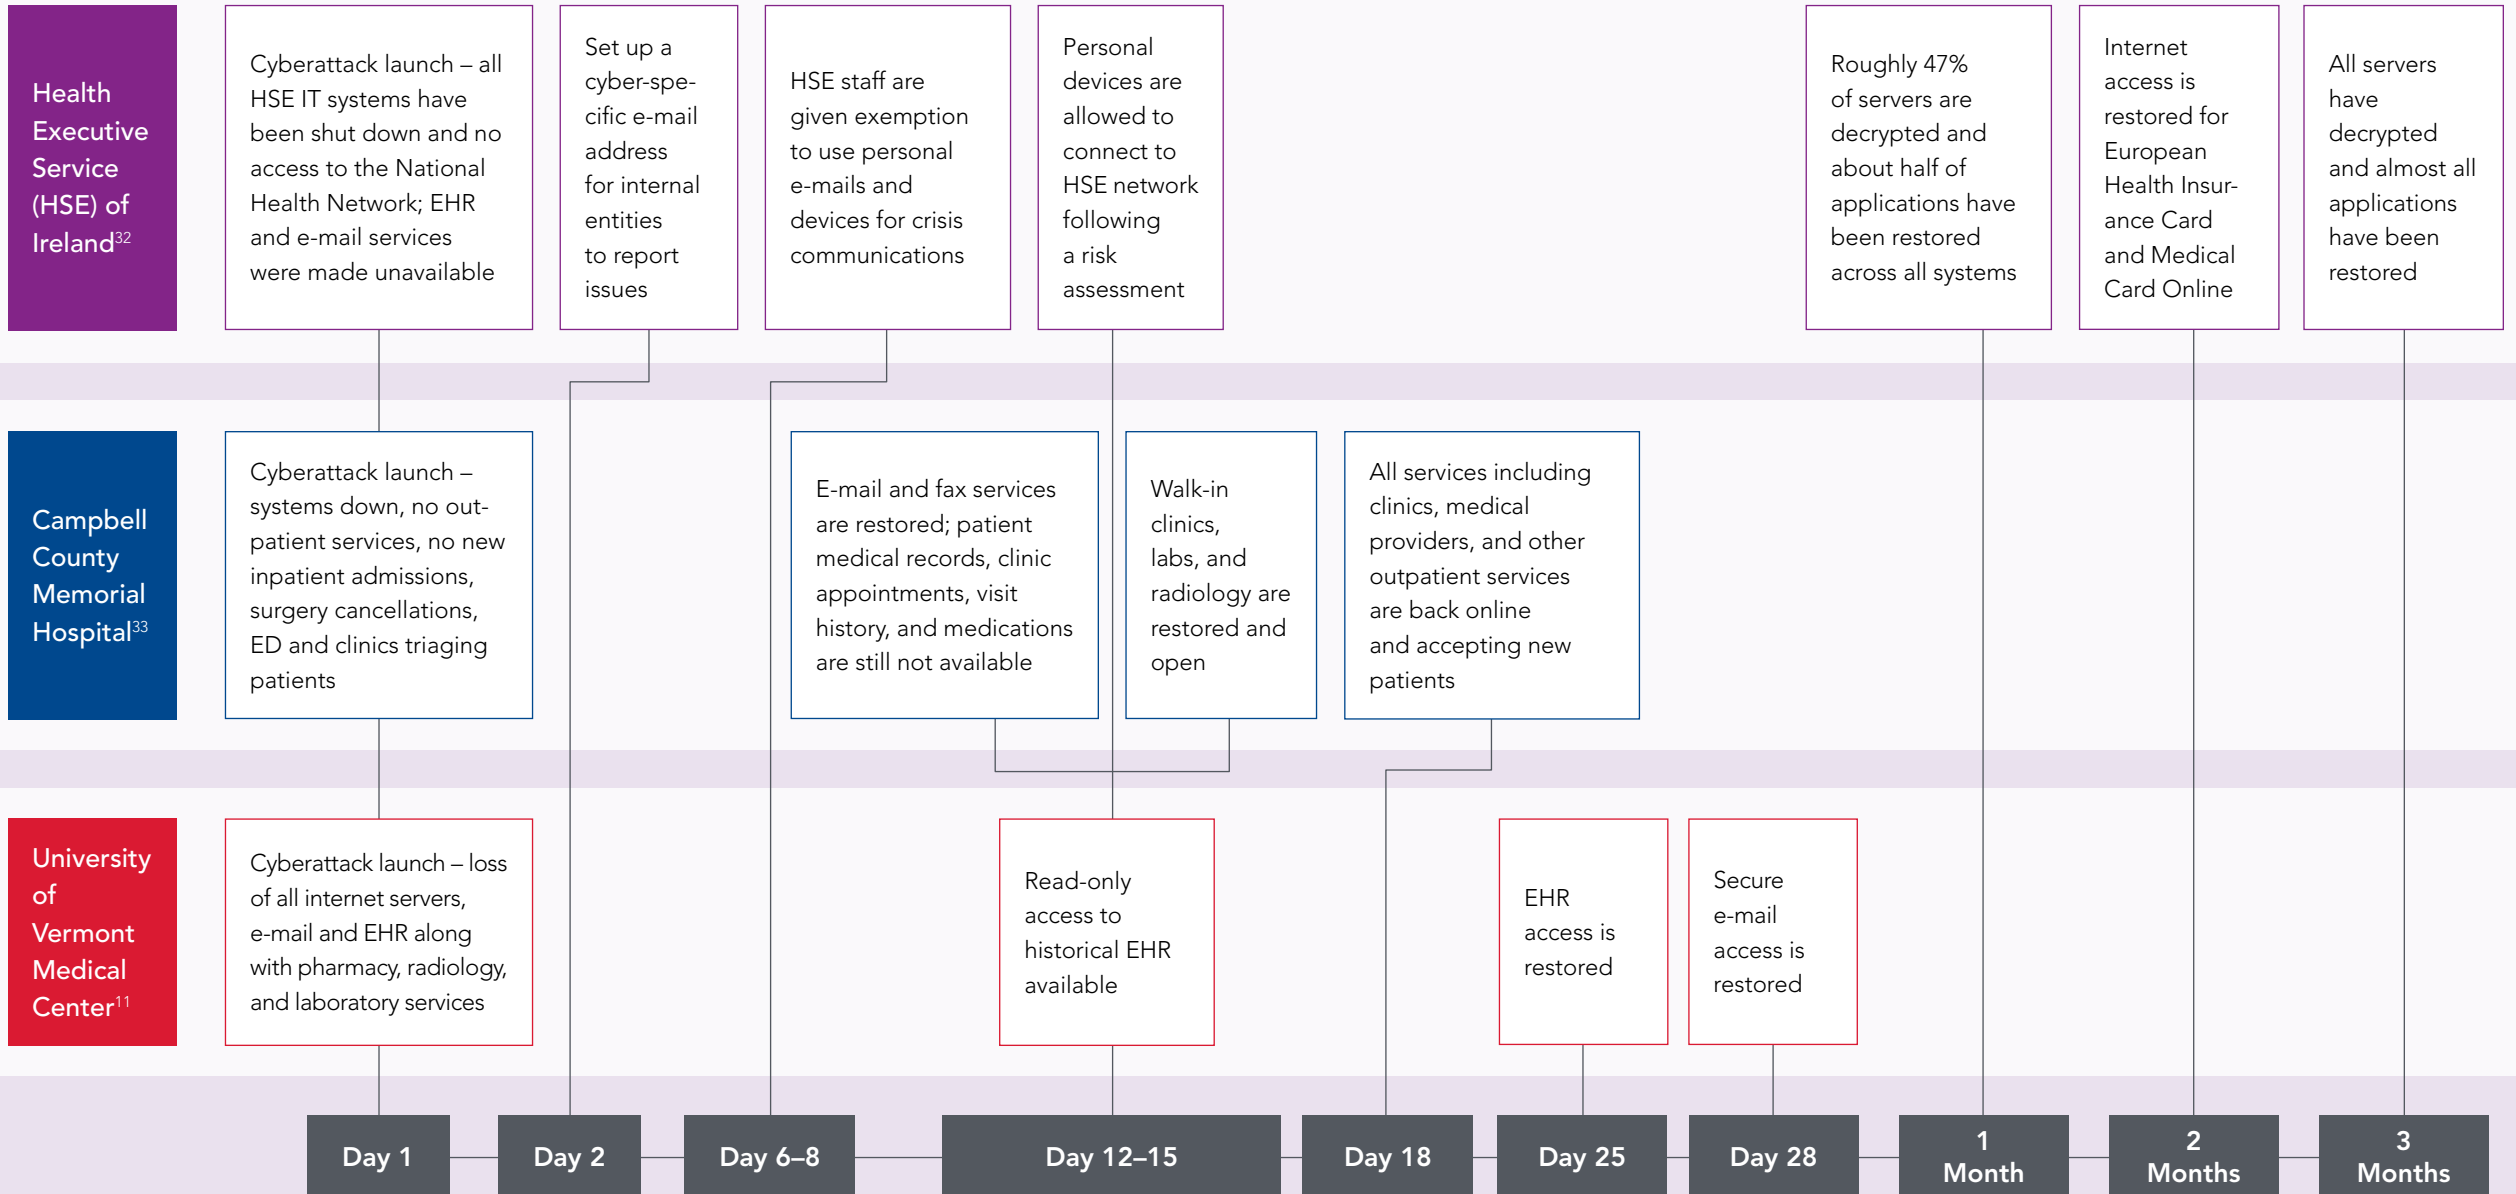 Health
Executive
Service
(HSE) of
Ireland32
Cyberattack launch – all
HSE IT systems have
been shut down and no
access to the National
Health Network; EHR
and e-mail services
were made unavailable
Set up a
cyber-spe-
cific e-mail
address
for internal
entities
to report
issues
HSE staff are
given exemption
to use personal
e-mails and
devices for crisis
communications
Personal
devices are
allowed to
connect to
HSE network
following
a risk
assessment
Roughly 47%
of servers are
decrypted and
about half of
applications have
been restored
across all systems
Internet
access is
restored for
European
Health Insur-
ance Card
and Medical
Card Online
All servers
have
decrypted
and almost all
applications
have been
restored
Campbell
County
Memorial
Hospital33
Cyberattack launch –
systems down, no out-
patient services, no new
inpatient admissions,
surgery cancellations,
ED and clinics triaging
patients
E-mail and fax services
are restored; patient
medical records, clinic
appointments, visit
history, and medications
are still not available
Walk-in
clinics,
labs, and
radiology are
restored and
open
All services including
clinics, medical
providers, and other
outpatient services
are back online
and accepting new
patients
University
of
Vermont
Medical
Center11
Cyberattack launch – loss
of all internet servers,
e-mail and EHR along
with pharmacy, radiology,
and laboratory services
Read-only
access to
historical EHR
available
EHR
access is
restored
Secure
e-mail
access is
restored
Day 1
Day 2
Day 6–8
Day 12–15
Day 18
Day 25
Day 28
1
Month
2
Months
3
Months